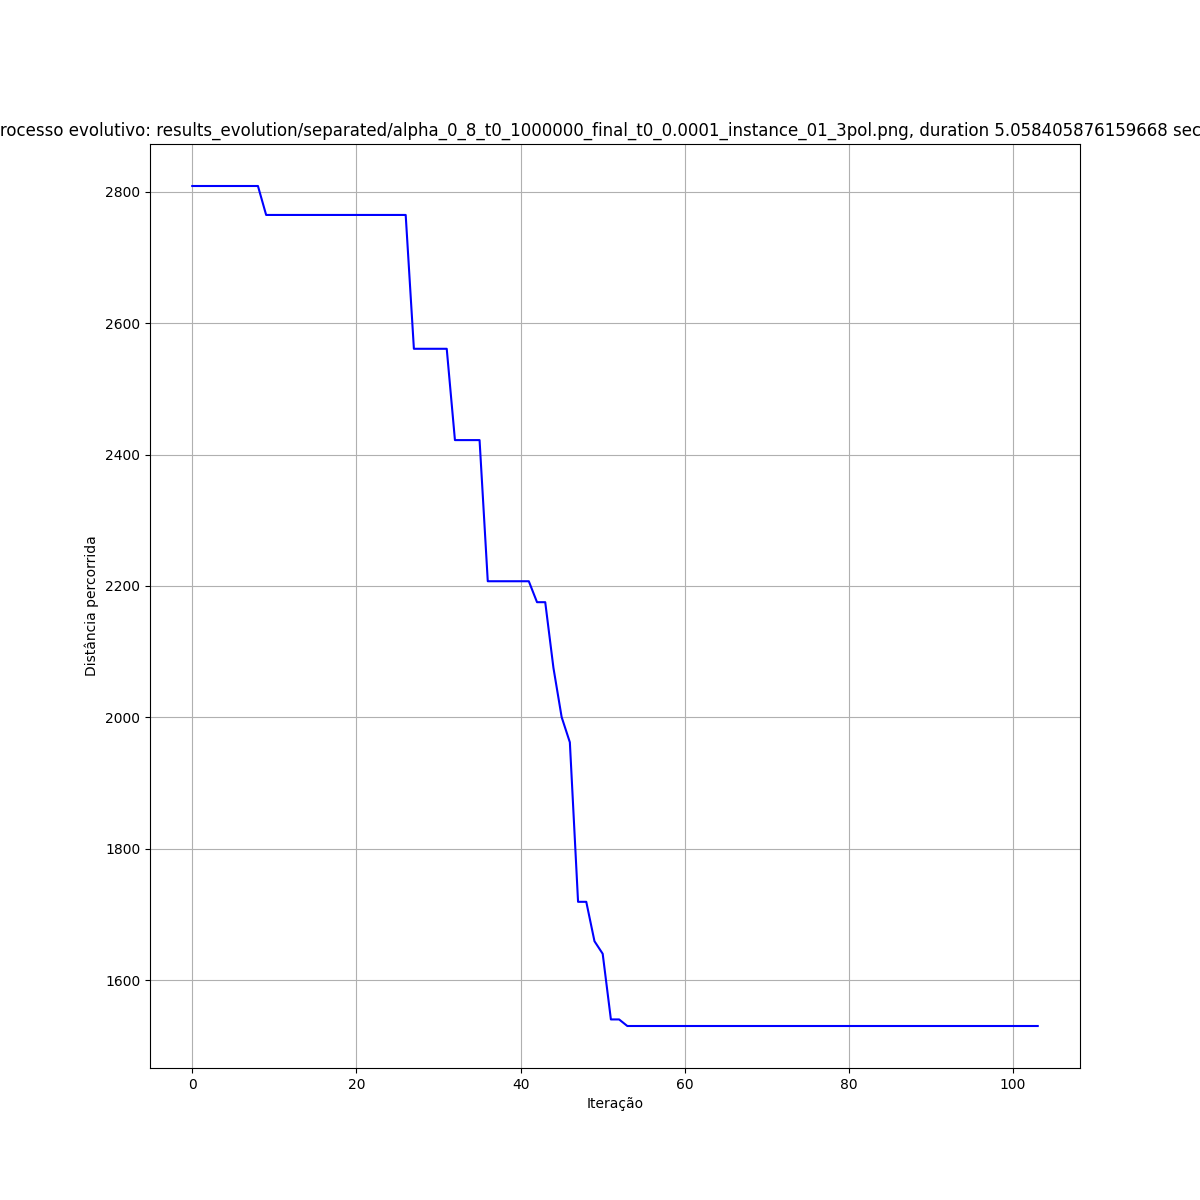 rocesso evolutivo: results_evolution/separated/alpha_0_8_t0_1000000_final_t0_0.0001_instance_01_3pol.png, duration 5.058405876159668 sec
2800
2600
2400
2200
2000
1800
1600
Distância percorrida
0 20 40 60 80 100
Iteração